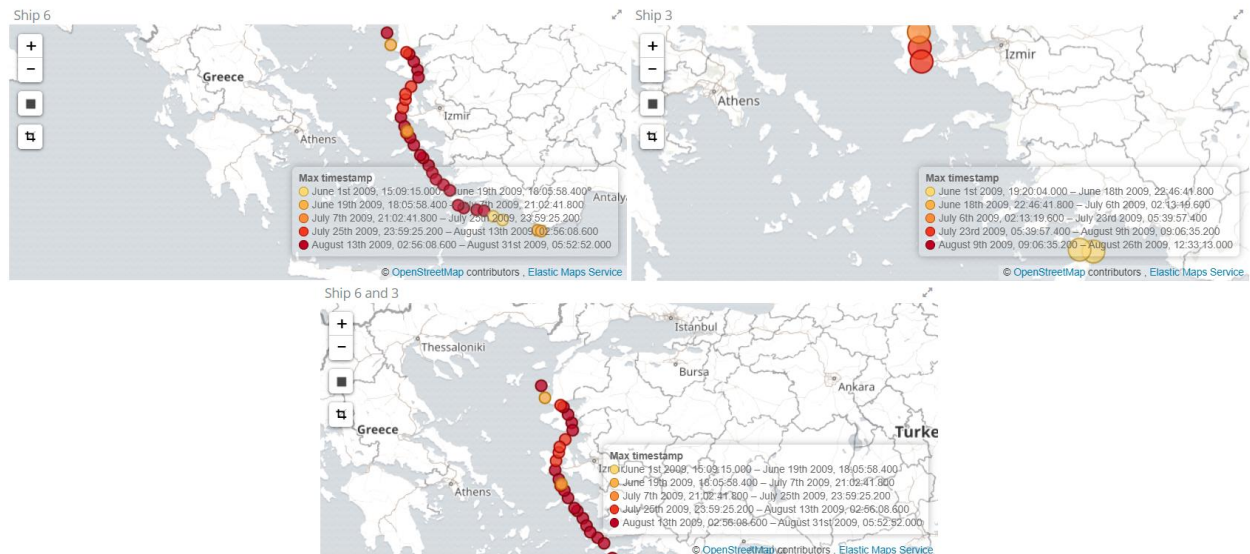 Ship 6
+
−
Greece
Athens
Izmir
Antaly
Max timestamp
June 1st 2009, 15:09:15.000 – June 19th 2009, 18:05:58.400
June 19th 2009, 18:05:58.400 – July 7th 2009, 21:02:41.800
July 7th 2009, 21:02:41.800 – July 25th 2009, 23:59:25.200
July 25th 2009, 23:59:25.200 – August 13th 2009, 02:56:08.600
August 13th 2009, 02:56:08.600 – August 31st 2009, 05:52:52.000
© OpenStreetMap contributors , Elastic Maps Service
Ship 3
+
−
Izmir
Athens
Max timestamp
June 1st 2009, 19:20:04.000 – June 18th 2009, 22:46:41.800
June 18th 2009, 22:46:41.800 – July 6th 2009, 02:13:19.600
July 6th 2009, 02:13:19.600 – July 23rd 2009, 05:39:57.400
July 23rd 2009, 05:39:57.400 – August 9th 2009, 09:06:35.200
August 9th 2009, 09:06:35.200 – August 26th 2009, 12:33:13.000
© OpenStreetMap contributors , Elastic Maps Service
Ship 6 and 3
+
−
Istanbul
Thessaloniki
Bursa
Ankara
Greece
Turke
Athens
Max timestamp
June 1st 2009, 15:09:15.000 – June 19th 2009, 18:05:58.400
June 19th 2009, 18:05:58.400 – July 7th 2009, 21:02:41.800
July 7th 2009, 21:02:41.800 – July 25th 2009, 23:59:25.200
July 25th 2009, 23:59:25.200 – August 13th 2009, 02:56:08.600
August 13th 2009, 02:56:08.600 – August 31st 2009, 05:52:52.000
© OpenStreetMap contributors , Elastic Maps Service